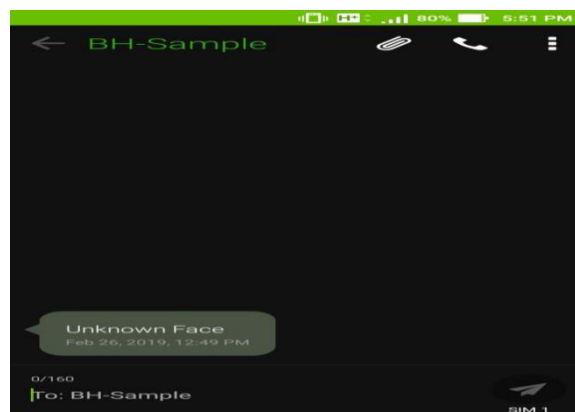 80% 5:51 PM
BH-Sample
Unknown Face
Feb 26, 2019, 12:49 PM
0/160
To: BH-Sample
SIM 1